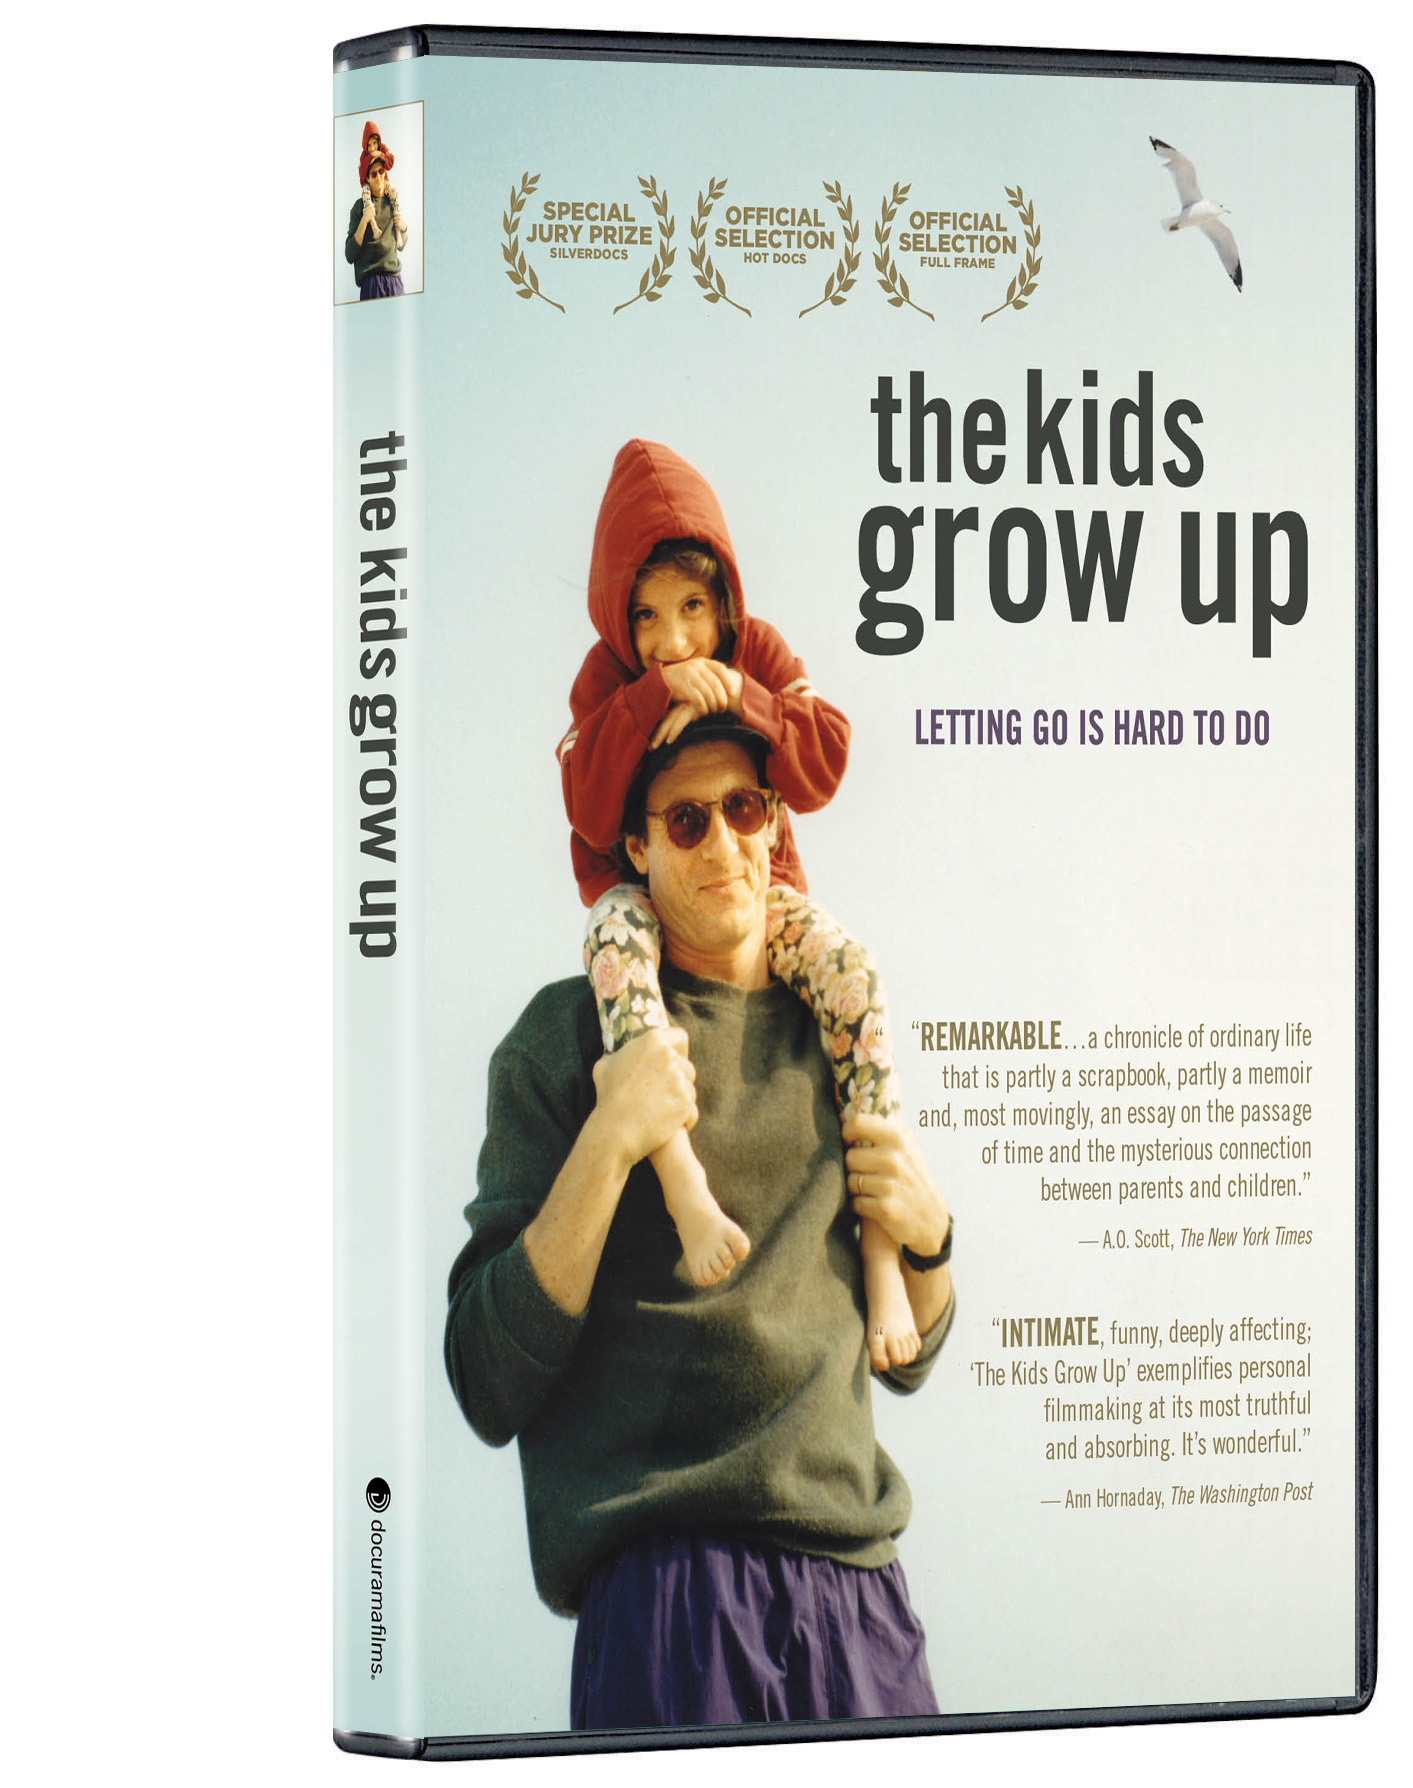 SPECIAL
JURY PRIZE
SILVERDOCS
OFFICIAL
SELECTION
HOT DOCS
OFFICIAL
SELECTION
FULL FRAME
the kids
grow up
LETTING GO IS HARD TO DO
“REMARKABLE...a chronicle of ordinary life
that is partly a scrapbook, partly a memoir
and, most movingly, an essay on the passage
of time and the mysterious connection
between parents and children.”
— A.O. Scott, The New York Times
“INTIMATE, funny, deeply affecting;
‘The Kids Grow Up’ exemplifies personal
filmmaking at its most truthful
and absorbing. It’s wonderful.”
— Ann Hornaday, The Washington Post
the kids grow up
docuramafilms.